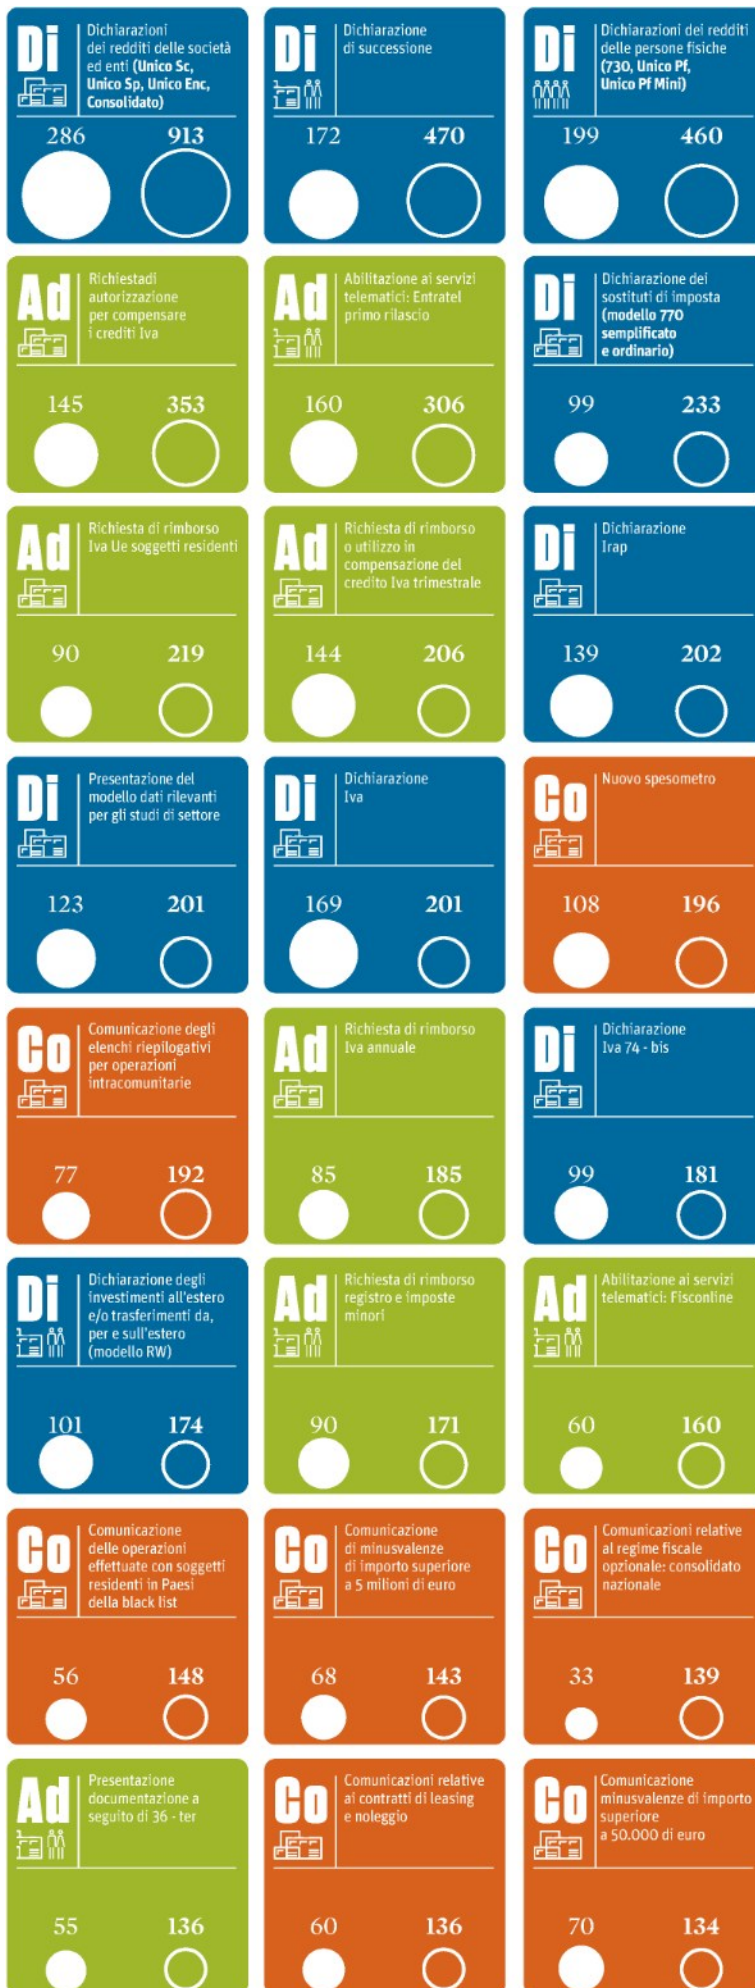 Di
Dichiarazioni
dei redditi delle società
ed enti (Unico Sc,
Unico Sp, Unico Enc,
Consolidato)
286 913
Di
Dichiarazione
di successione
172 470
Di
Dichiarazioni dei redditi
delle persone fisiche
(730, Unico Pf,
Unico Pf Mini)
199 460
Ad
Richiestadi
autorizzazione
per compensare
i crediti Iva
145 353
Ad
Abilitazione ai servizi
telematici: Entratel
primo rilascio
160 306
Di
Dichiarazione dei
sostituti di imposta
(modello 770
semplificato
e ordinario)
99 233
Ad
Richiesta di rimborso
Iva Ue soggetti residenti
90 219
Ad
Richiesta di rimborso
o utilizzo in
compensazione del
credito Iva trimestrale
144 206
Di
Dichiarazione
Irap
139 202
Di
Presentazione del
modello dati rilevanti
per gli studi di settore
123 201
Di
Dichiarazione
Iva
169 201
Co
Nuovo spesometro
108 196
Co
Comunicazione degli
elenchi riepilogativi
per operazioni
intracomunitarie
77 192
Ad
Richiesta di rimborso
Iva annuale
85 185
Di
Dichiarazione
Iva 74 - bis
99 181
Di
Dichiarazione degli
investimenti all'estero
e/o trasferimenti da,
per e sull'estero
(modello RW)
101 174
Ad
Richiesta di rimborso
registro e imposte
minori
90 171
Ad
Abilitazione ai servizi
telematici: Fisconline
60 160
Co
Comunicazione
delle operazioni
effettuate con soggetti
residenti in Paesi
della black list
56 148
Co
Comunicazione
di minusvalenze
di importo superiore
a 5 milioni di euro
68 143
Co
Comunicazioni relative
al regime fiscale
opzionale: consolidato
nazionale
33 139
Ad
Presentazione
documentazione a
seguito di 36 - ter
55 136
Co
Comunicazioni relative
ai contratti di leasing
e noleggio
60 136
Co
Comunicazione
minusvalenze di importo
superiore
a 50.000 di euro
70 134